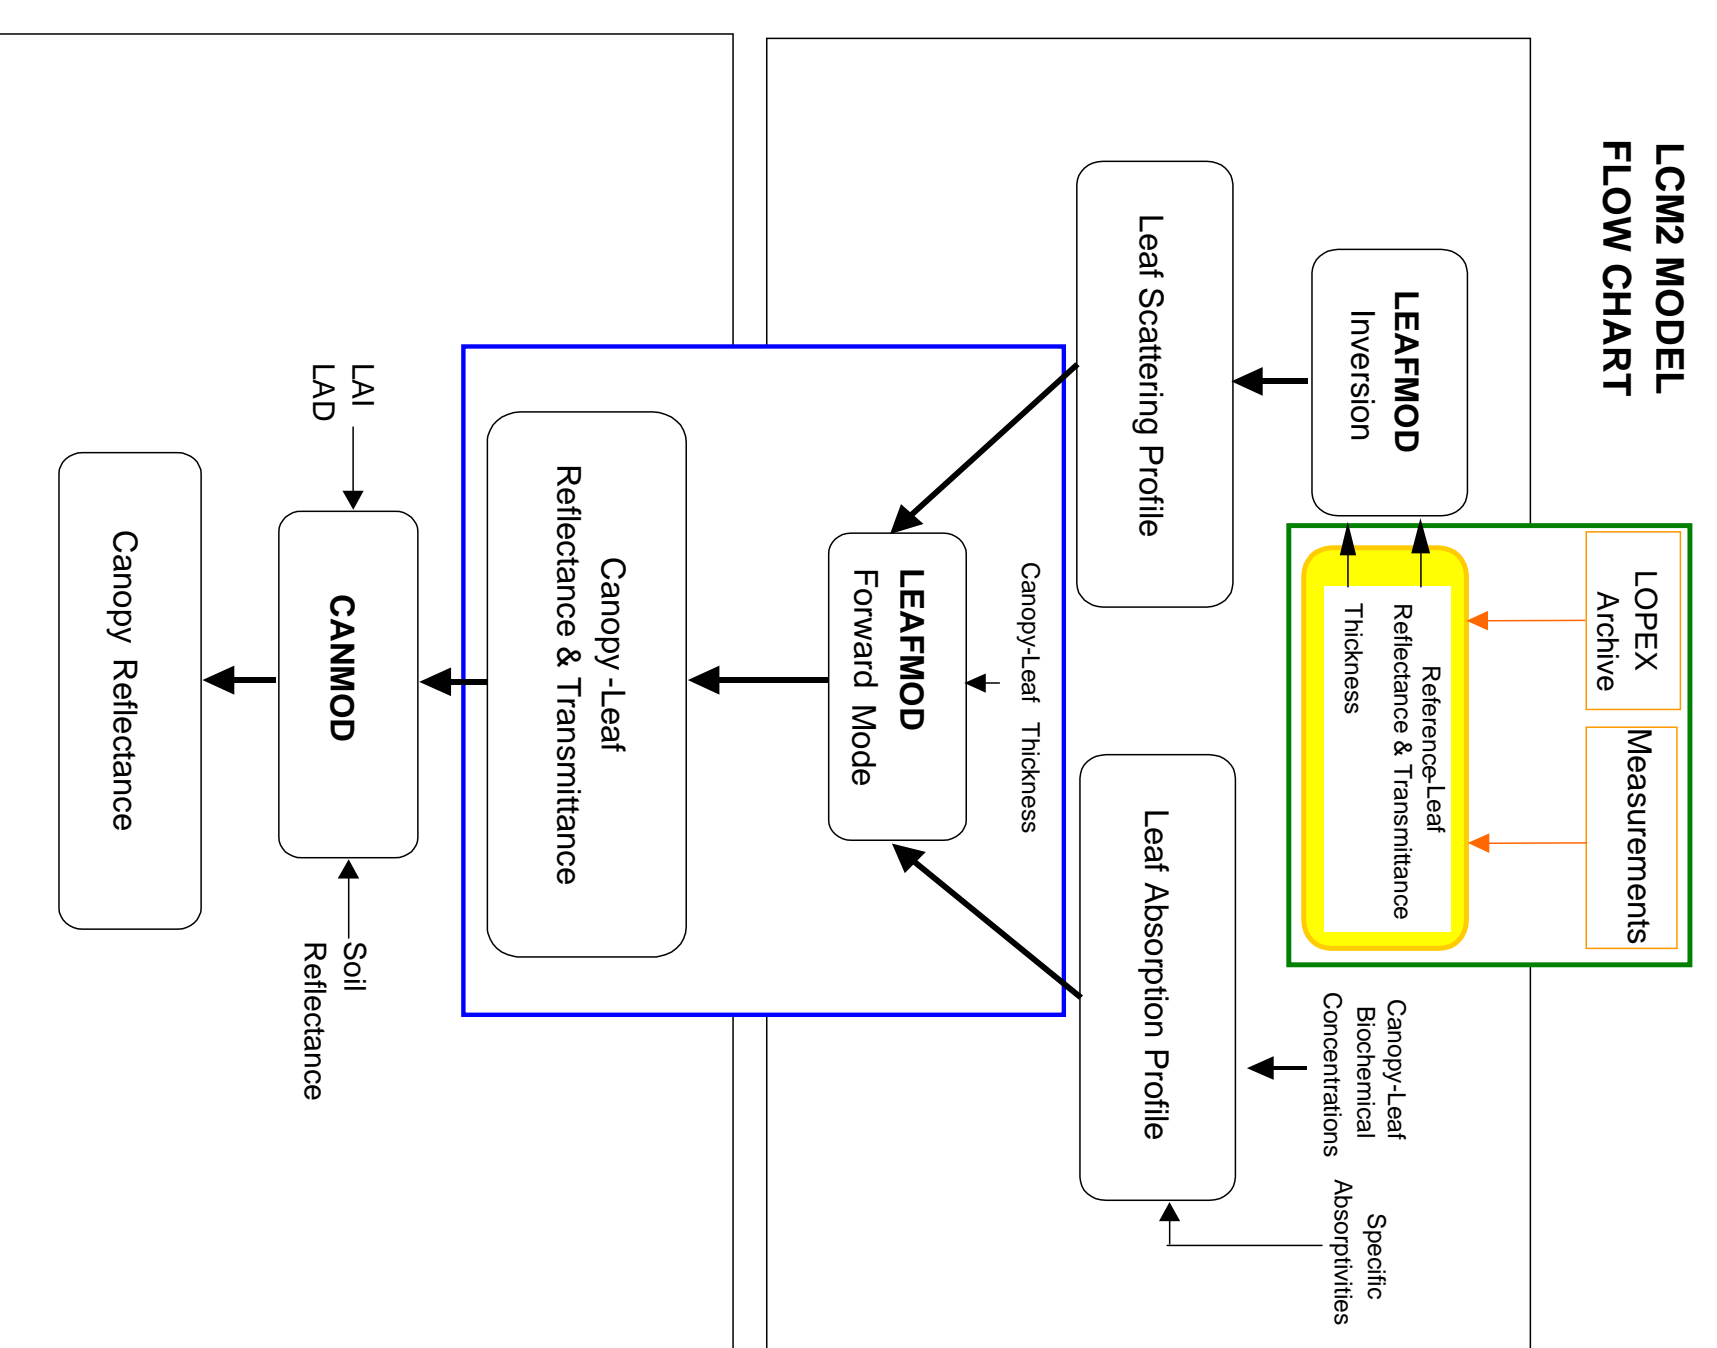 LCM2 MODEL
FLOW CHART
LOPEX
Archive
Measurements
LEAFMOD
Inversion
Reference-Leaf
Reflectance & Transmittance
Thickness
Canopy-Leaf
Biochemical
Concentrations
Specific
Absorptivities
Leaf Scattering Profile
Leaf Absorption Profile
Canopy-Leaf Thickness
LEAFMOD
Forward Mode
Canopy -Leaf
Reflectance & Transmittance
LAI
LAD
CANMOD
Soil
Reflectance
Canopy Reflectance